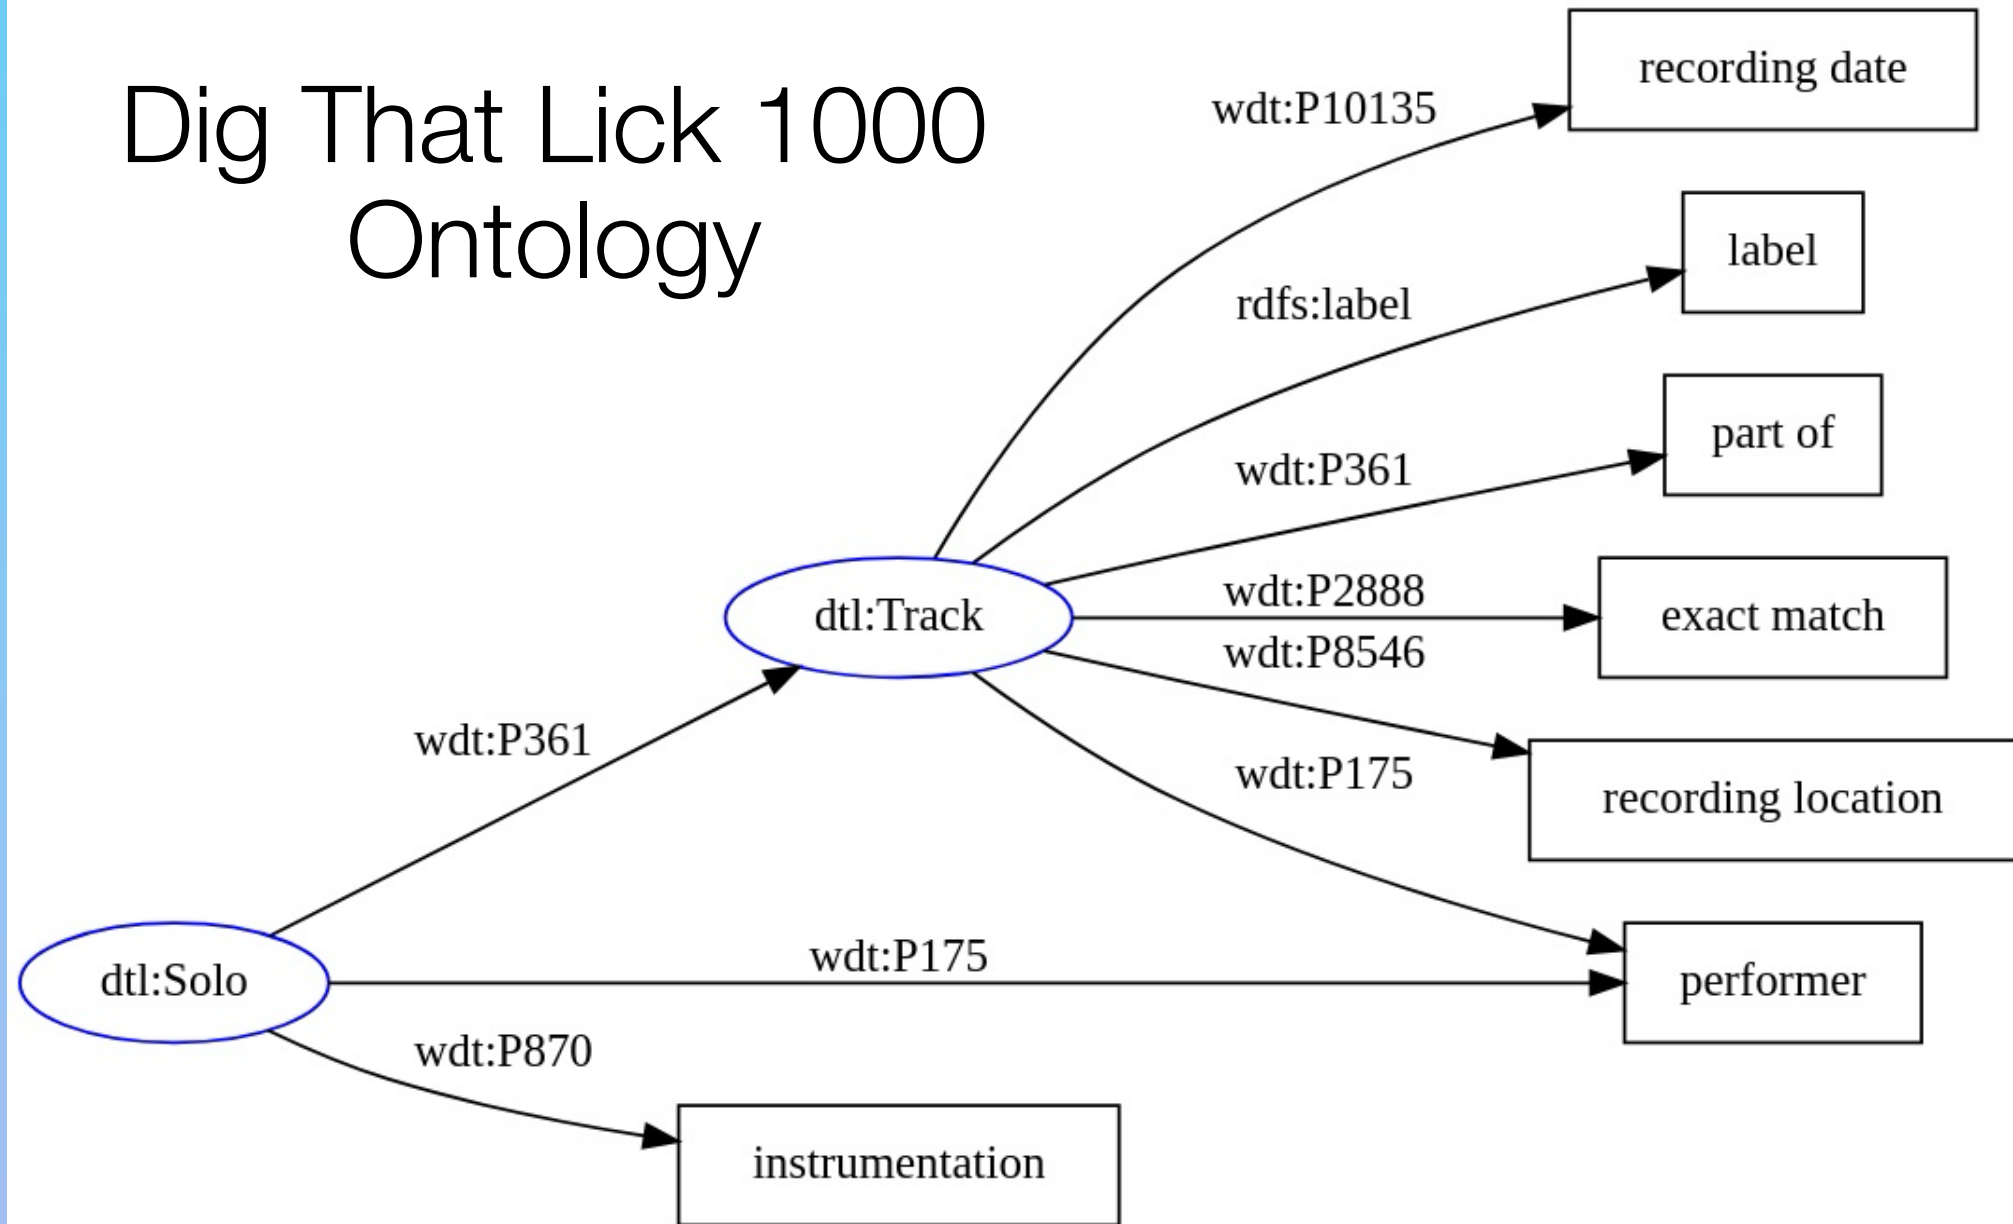 Dig That Lick 1000
Ontology
recording date
wdt:P10135
label
rdfs:label
part of
wdt:P361
wdt:P2888
exact match
dtl:Track
wdt:P8546
wdt:P361
wdt:P175
recording location
wdt:P175
dtl:Solo
performer
wdt:P870
instrumentation